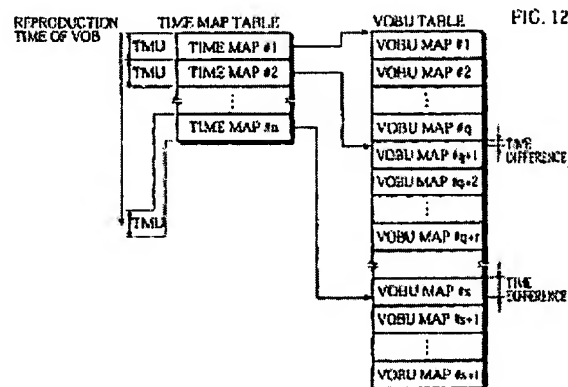 FIG. 12
REPRODUCTION
TIME OF VOB
TIME MAP TABLE
VOBU TABLE
TMU
TIME MAP #1
VOBU MAP #1
TMU
TIME MAP #2
VOBU MAP #2
TIME MAP #n
VOBU MAP #q
VOBU MAP #q+1
TIME
DIFFERENCE
VOBU MAP #q+2
TMU
VOBU MAP #q+r
VOBU MAP #s
TIME
DIFFERENCE
VOBU MAP #s+1
VOBU MAP #s+t